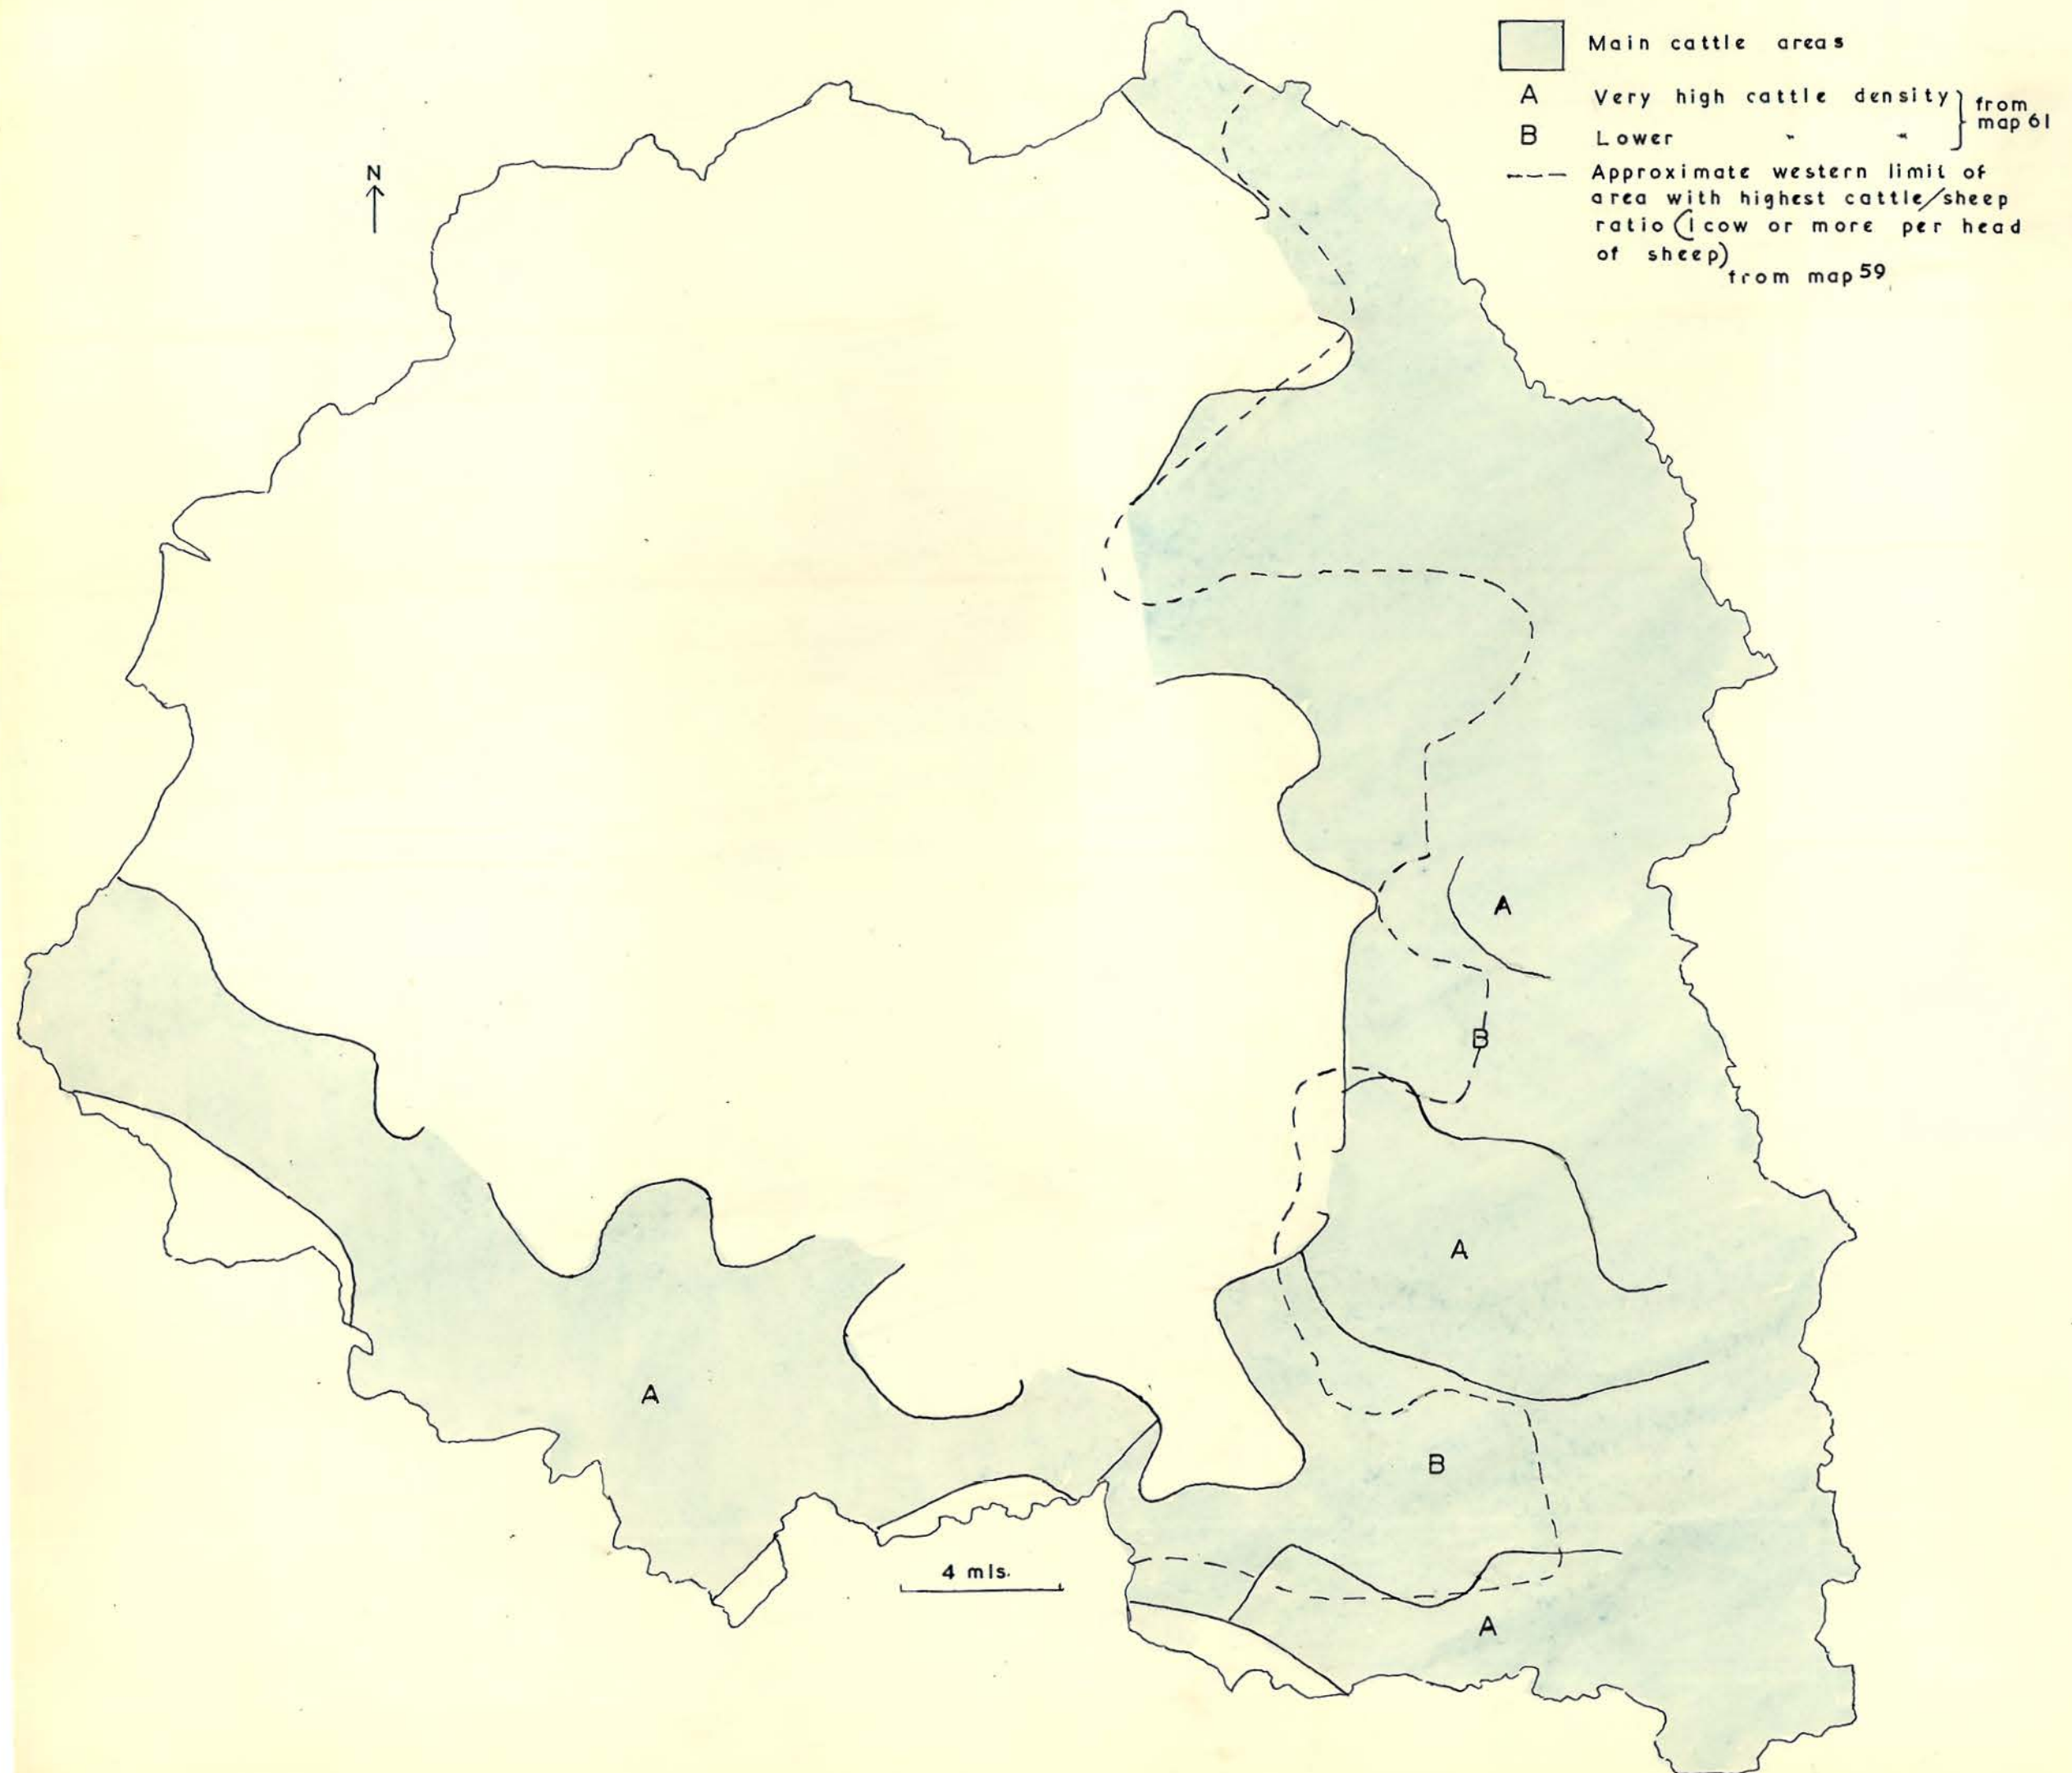 Main cattle areas
A Very high cattle density } from
map 61
B Lower " "
--- Approximate western limit of
area with highest cattle/sheep
ratio (1 cow or more per head
of sheep)
from map 59
N
A
B
A
A
B
4 mls.
A